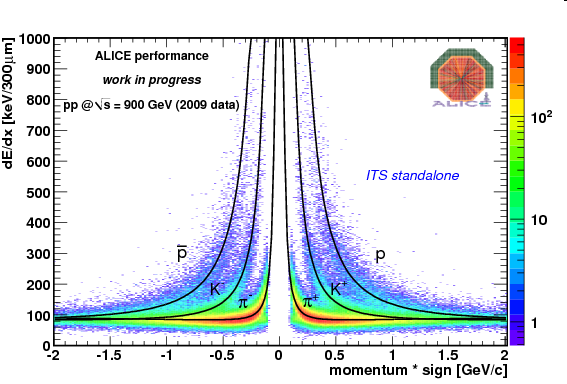 1000
900
800
700
600
500
400
300
200
100
0
dE/dx [keV/300μm]
ALICE performance
work in progress
pp @√s = 900 GeV (2009 data)
ALICE
ITS standalone
p̅
p
K⁻
K⁺
π⁻
π⁺
10²
10
1
-2 -1.5 -1 -0.5 0 0.5 1 1.5 2
momentum * sign [GeV/c]